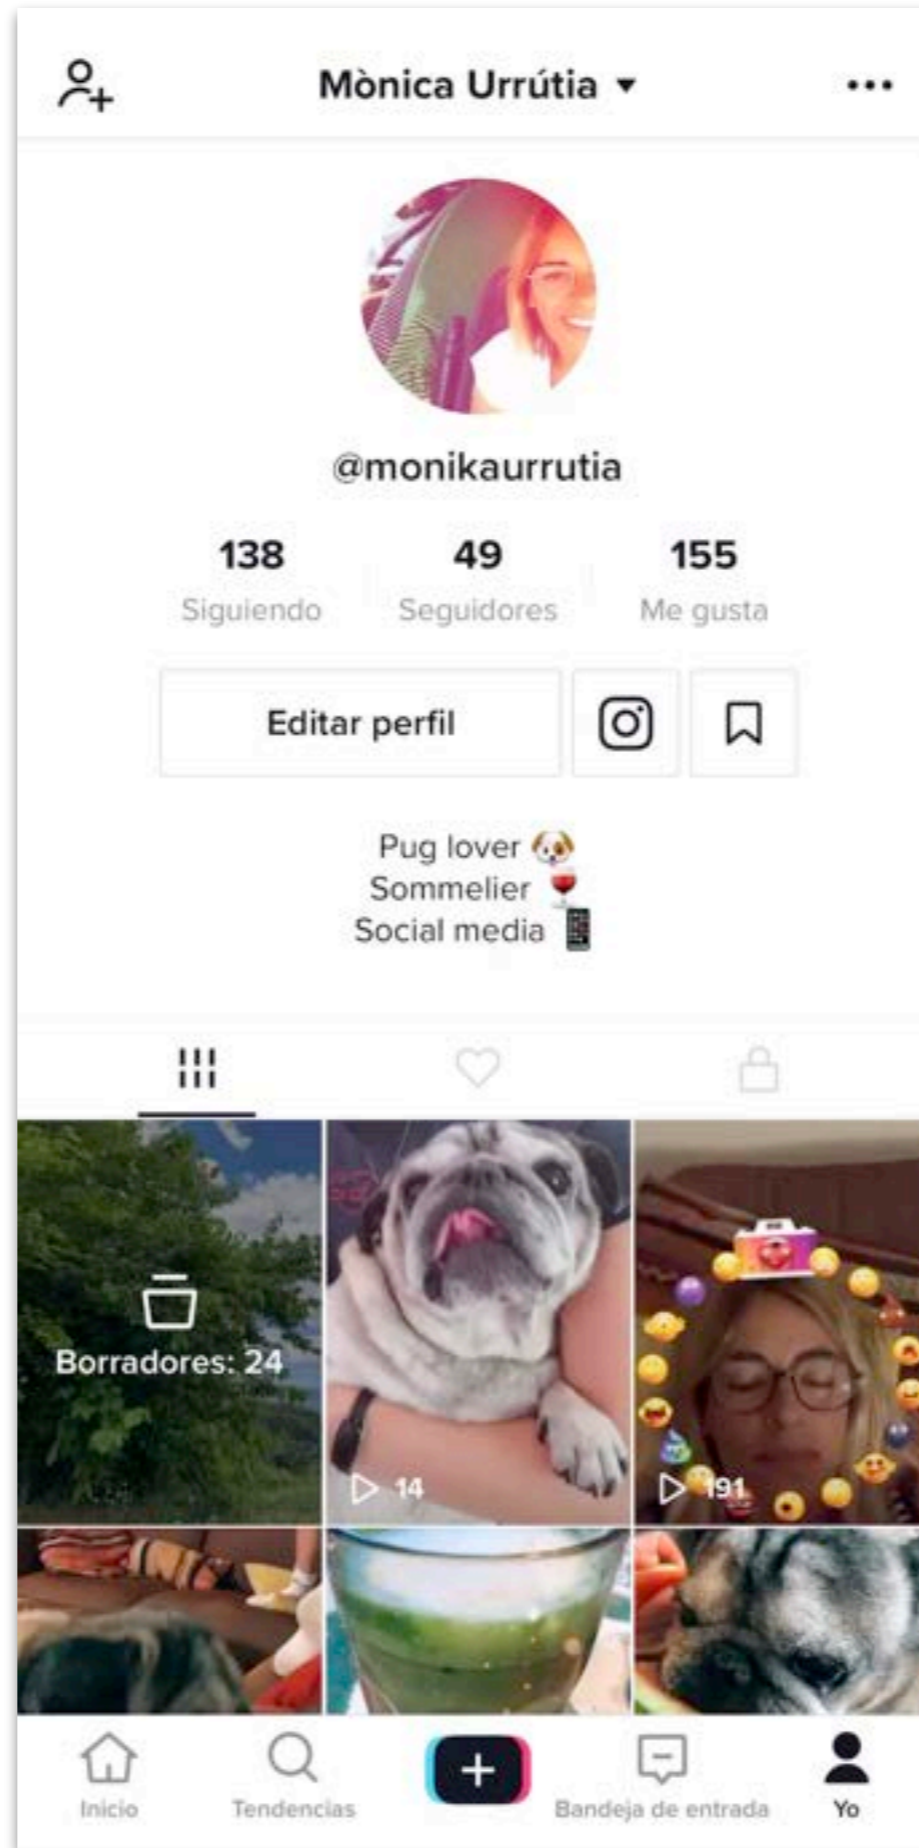 Mònica Urrútia
@monikaurrutia
138 49 155
Siguiendo Seguidores Me gusta
Editar perfil
Pug lover
Sommelier
Social media
Borradores: 24
14
191
Inicio Tendencias Bandeja de entrada Yo